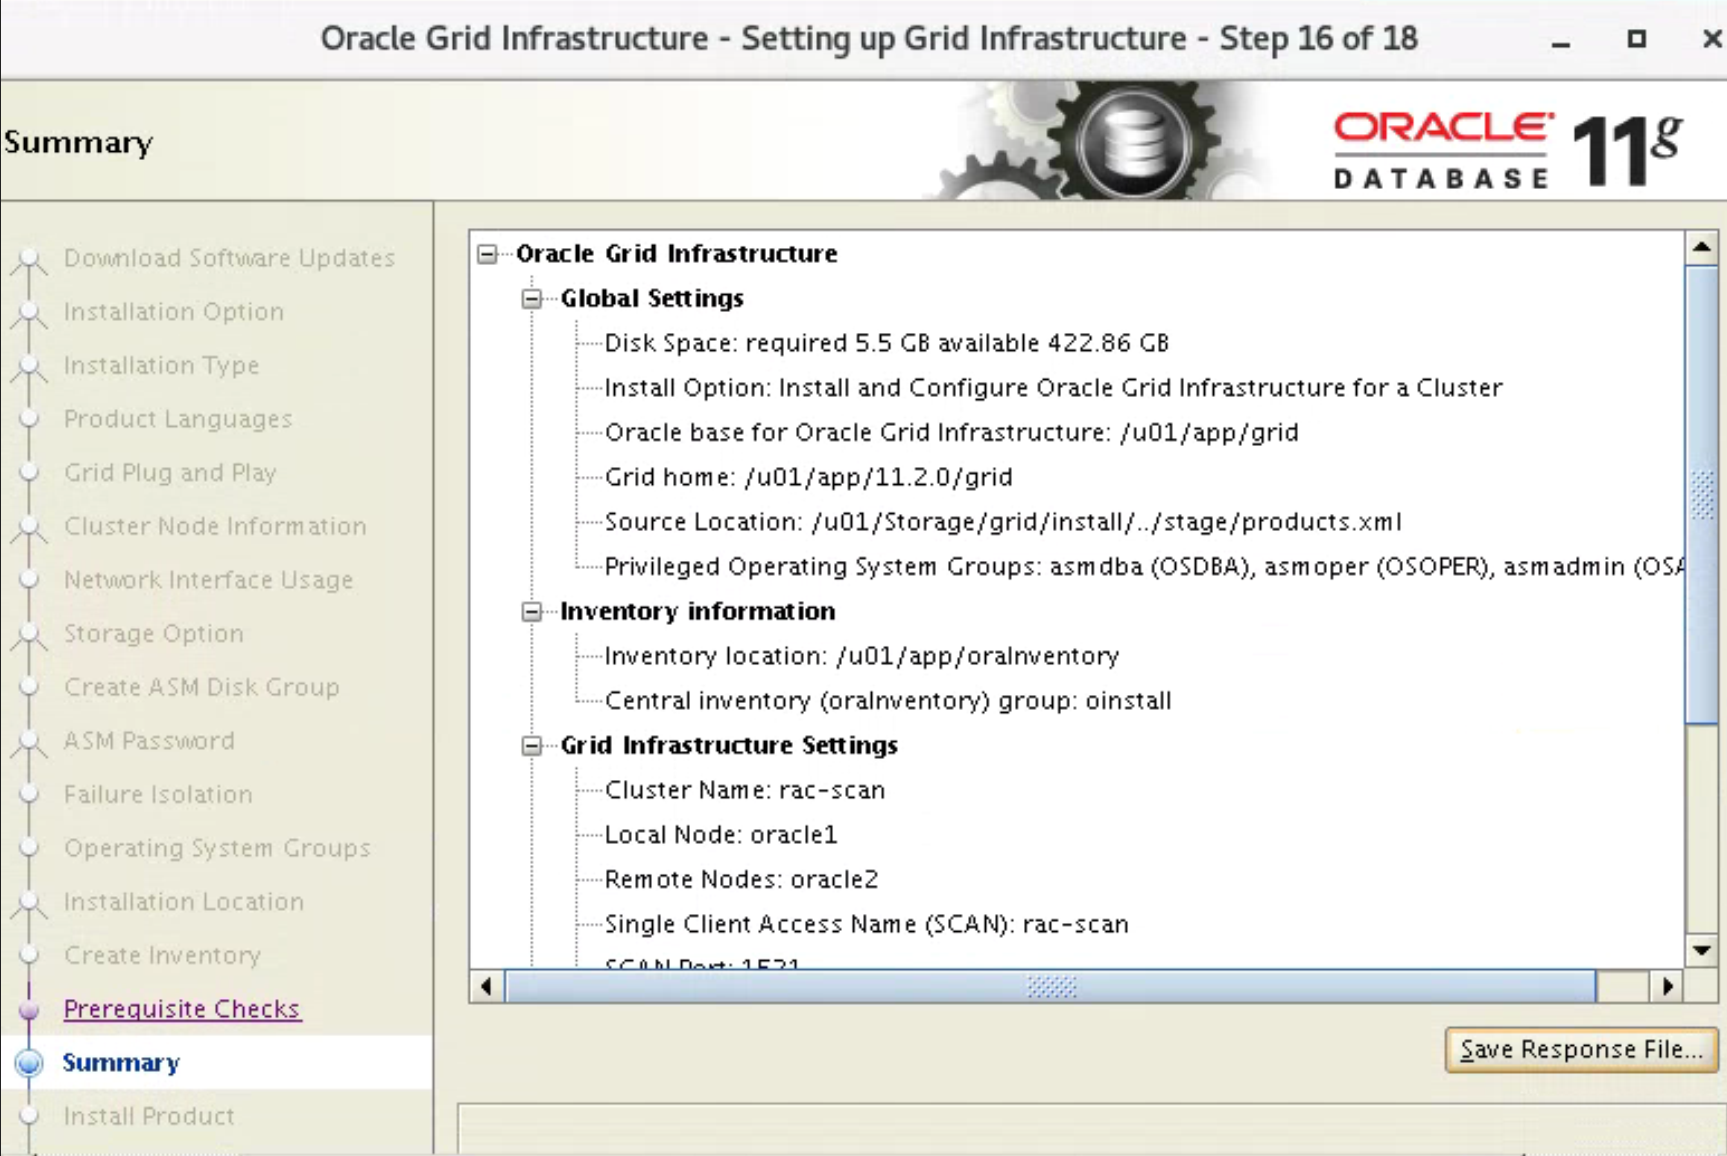 Oracle Grid Infrastructure - Setting up Grid Infrastructure - Step 16 of 18
Summary
ORACLE
DATABASE
11g
Download Software Updates
Installation Option
Installation Type
Product Languages
Grid Plug and Play
Cluster Node Information
Network Interface Usage
Storage Option
Create ASM Disk Group
ASM Password
Failure Isolation
Operating System Groups
Installation Location
Create Inventory
Prerequisite Checks
Summary
Install Product
Oracle Grid Infrastructure
Global Settings
Disk Space: required 5.5 GB available 422.86 GB
Install Option: Install and Configure Oracle Grid Infrastructure for a Cluster
Oracle base for Oracle Grid Infrastructure: /u01/app/grid
Grid home: /u01/app/11.2.0/grid
Source Location: /u01/Storage/grid/install/../stage/products.xml
Privileged Operating System Groups: asmdba (OSDBA), asmoper (OSOPER), asmadmin (OSA
Inventory information
Inventory location: /u01/app/oraInventory
Central inventory (oraInventory) group: oinstall
Grid Infrastructure Settings
Cluster Name: rac-scan
Local Node: oracle1
Remote Nodes: oracle2
Single Client Access Name (SCAN): rac-scan
SCAN Port: 1521
Save Response File...